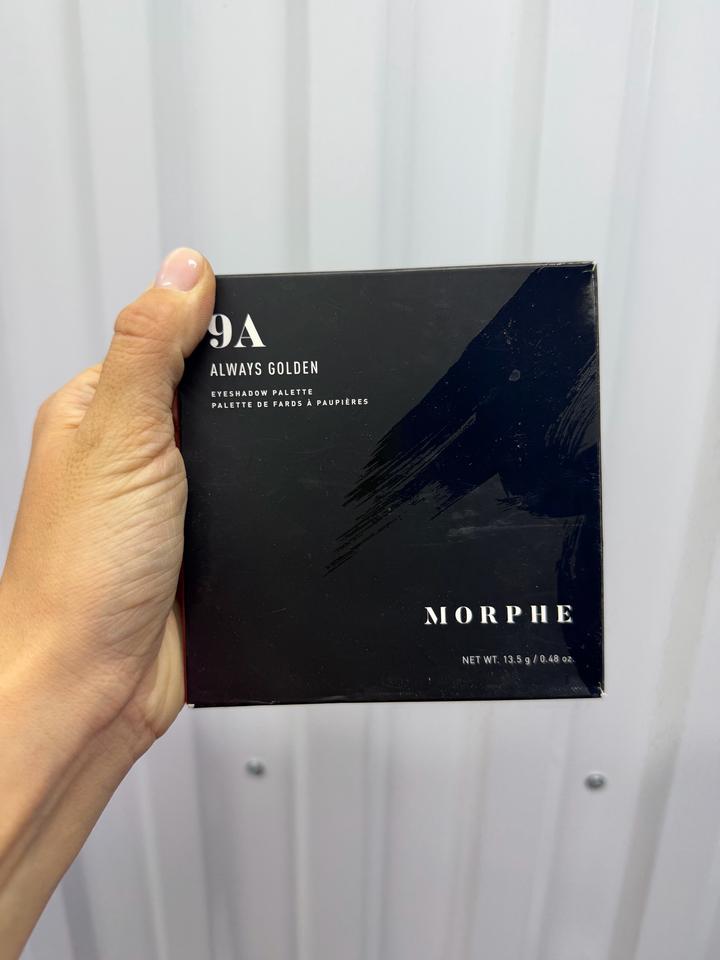 9A
ALWAYS GOLDEN
EYESHADOW PALETTE
PALETTE DE FARDS À PAUPIÈRES
MORPHE
NET WT. 13.5 g / 0.48 oz.